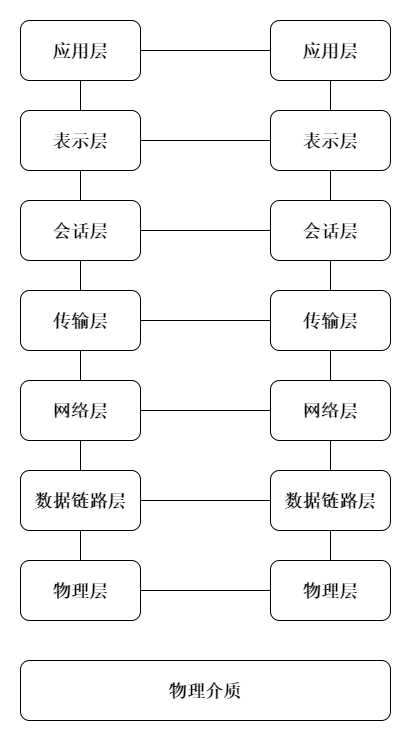 应用层 应用层
表示层 表示层
会话层 会话层
传输层 传输层
网络层 网络层
数据链路层 数据链路层
物理层 物理层
物理介质